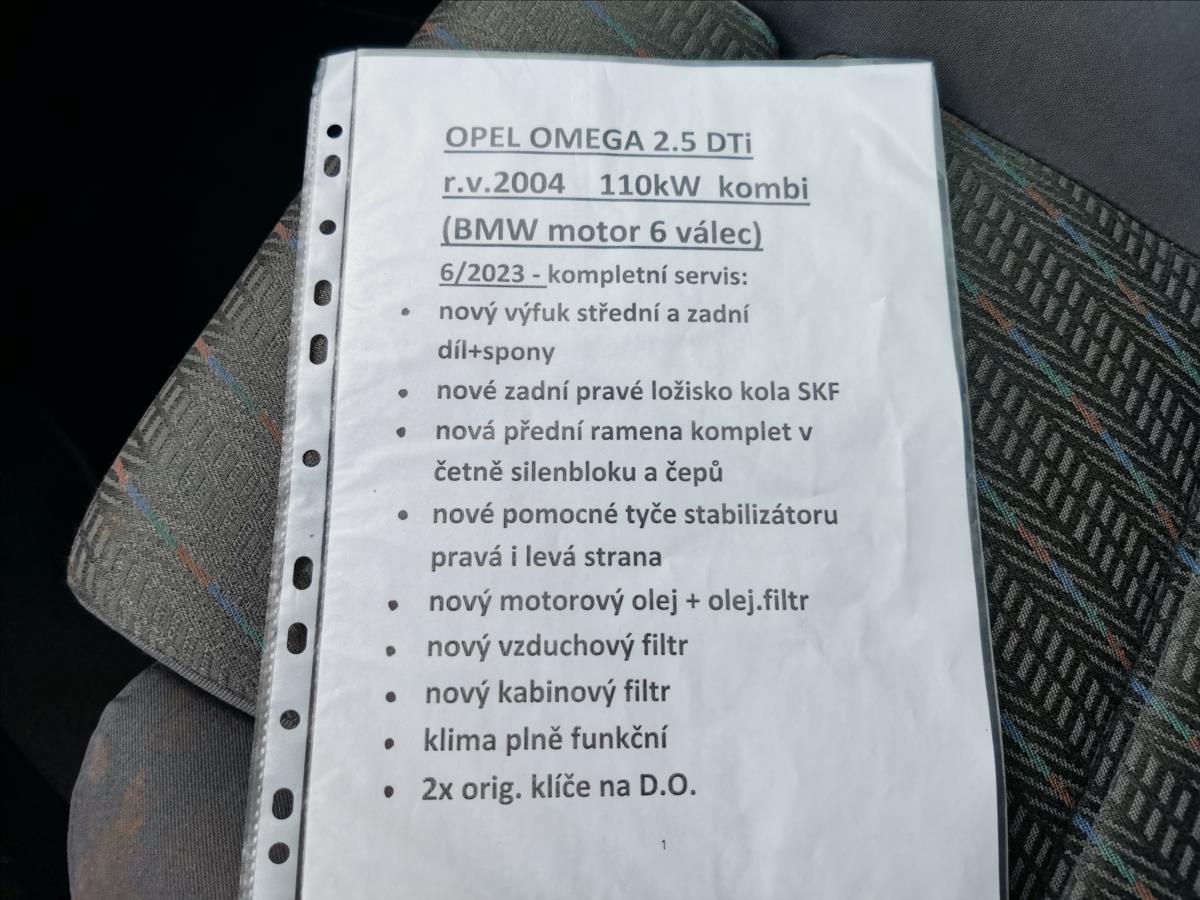 OPEL OMEGA 2.5 DTi
r.v.2004 110kW kombi
(BMW motor 6 válec)
6/2023 - kompletní servis:
• nový výfuk střední a zadní
díl+spony
• nové zadní pravé ložisko kola SKF
• nová přední ramena komplet v
četně silenbloku a čepů
• nové pomocné tyče stabilizátoru
pravá i levá strana
• nový motorový olej + olej.filtr
• nový vzduchový filtr
• nový kabinový filtr
• klima plně funkční
• 2x orig. klíče na D.O.
1